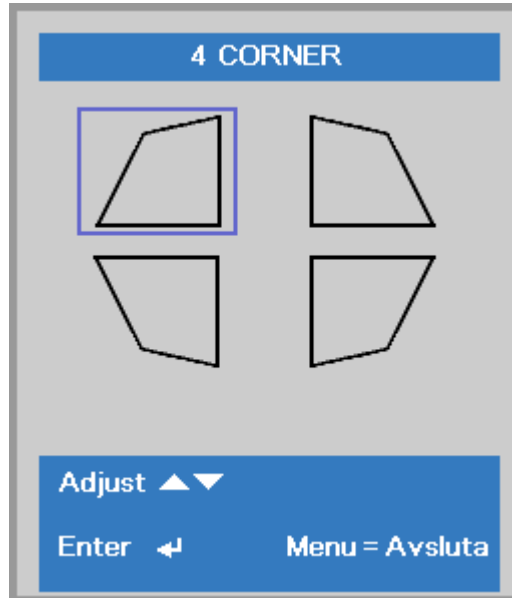 4 CORNER
Adjust ▲▼
Enter ↵
Menu = Avsluta